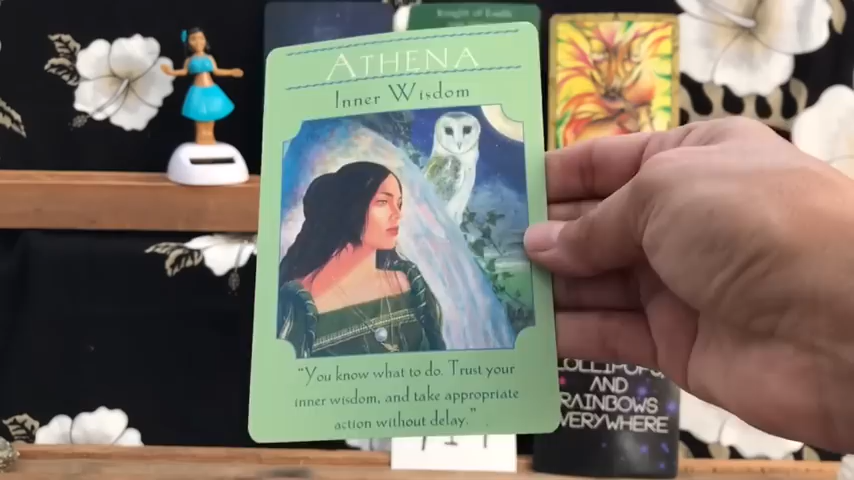 Knight of Earth
ATHENA
Inner Wisdom
"You know what to do. Trust your
inner wisdom, and take appropriate
action without delay."
LOLLIPOPS
AND
RAINBOWS
EVERYWHERE